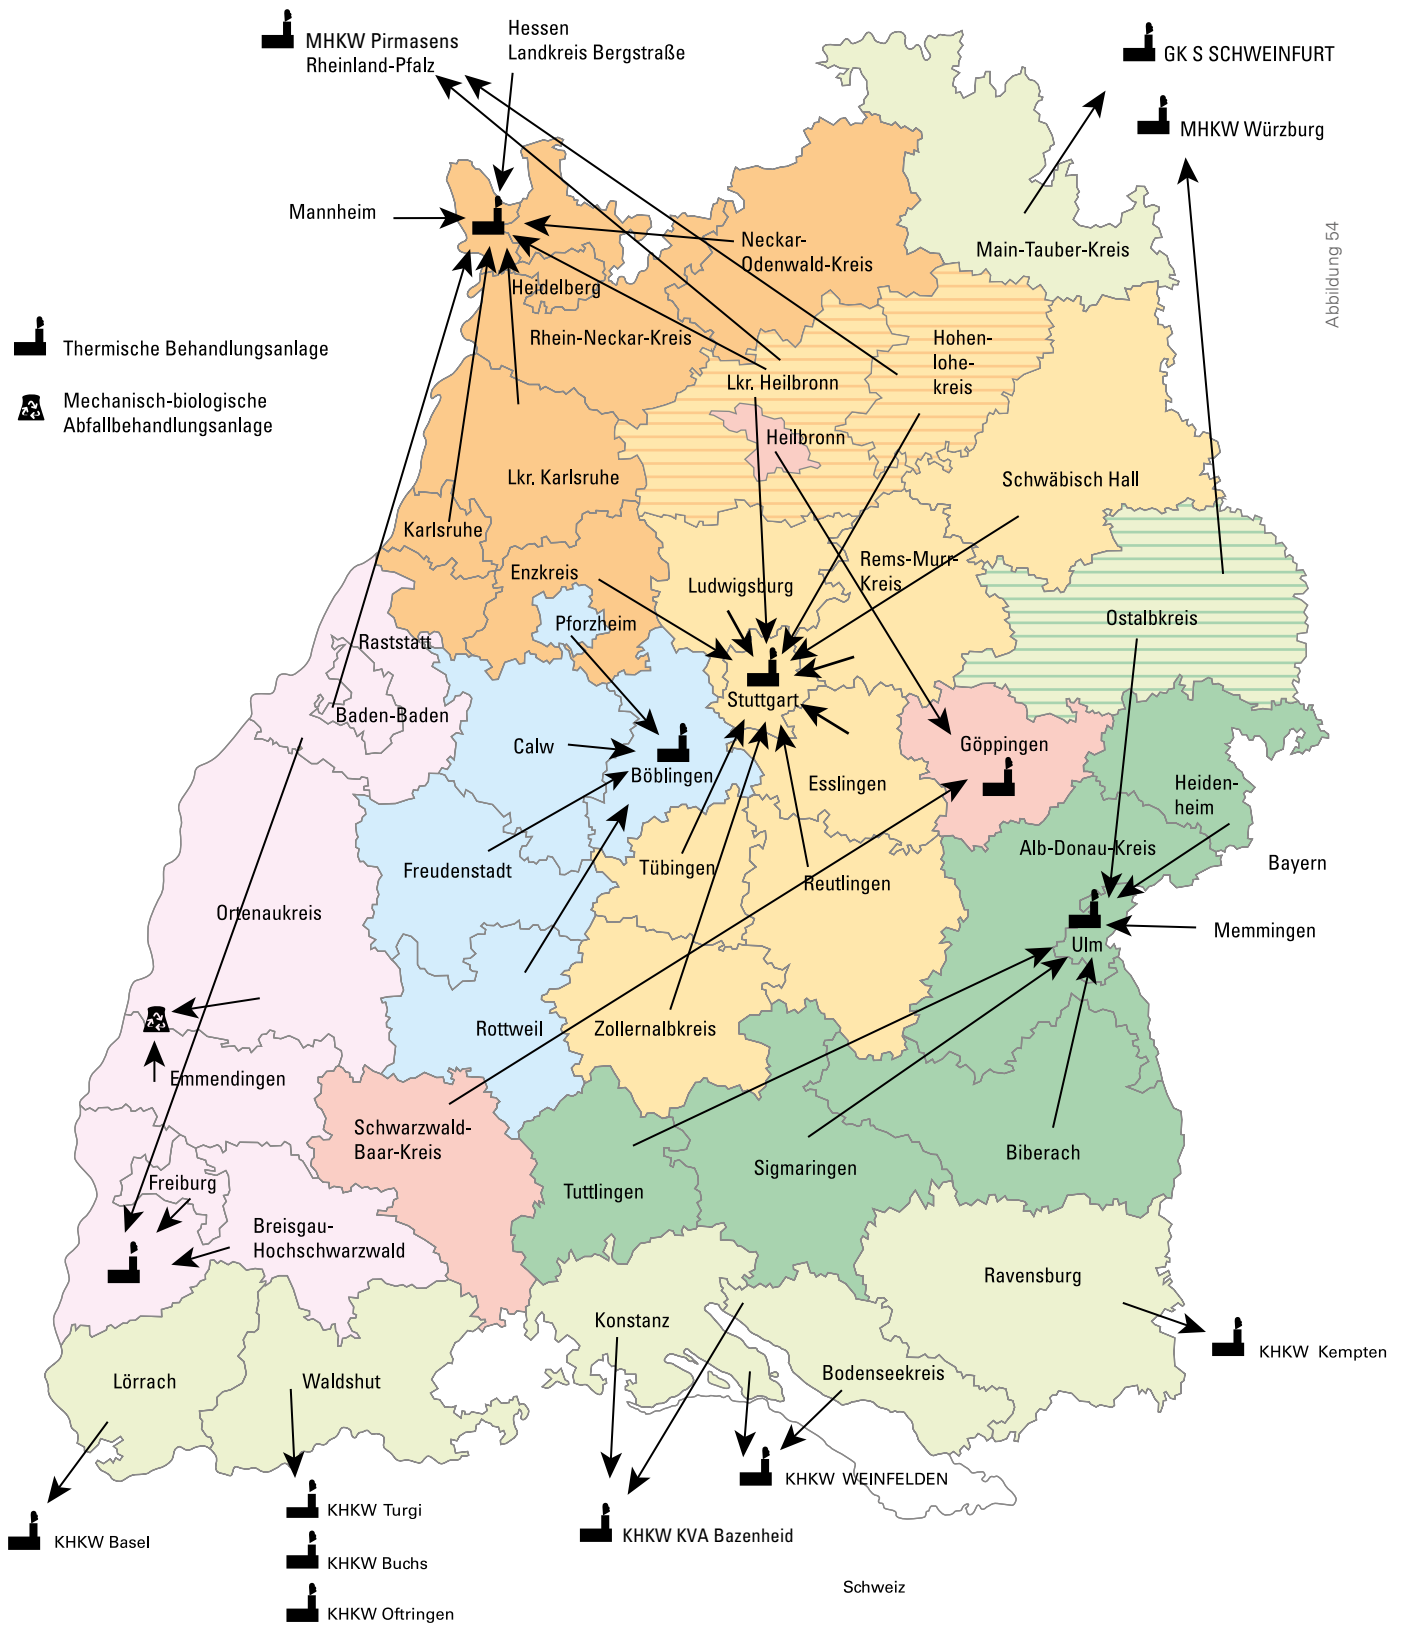 MHKW Pirmasens
Rheinland-Pfalz
Hessen
Landkreis Bergstraße
GK S SCHWEINFURT
MHKW Würzburg
Abbildung 54
Mannheim
Neckar-
Odenwald-Kreis
Main-Tauber-Kreis
Heidelberg
Rhein-Neckar-Kreis
Hohen-
lohe-
kreis
Thermische Behandlungsanlage
Mechanisch-biologische
Abfallbehandlungsanlage
Lkr. Heilbronn
Heilbronn
Lkr. Karlsruhe
Schwäbisch Hall
Karlsruhe
Enzkreis
Ludwigsburg
Rems-Murr-
Kreis
Pforzheim
Ostalbkreis
Raststatt
Stuttgart
Baden-Baden
Calw
Böblingen
Göppingen
Esslingen
Heiden-
heim
Alb-Donau-Kreis
Bayern
Freudenstadt
Tübingen
Reutlingen
Ortenaukreis
Memmingen
Ulm
Rottweil
Zollernalbkreis
Emmendingen
Schwarzwald-
Baar-Kreis
Biberach
Sigmaringen
Tuttlingen
Freiburg
Breisgau-
Hochschwarzwald
Ravensburg
Konstanz
KHKW Kempten
Lörrach
Waldshut
Bodenseekreis
KHKW WEINFELDEN
KHKW Turgi
KHKW Basel
KHKW KVA Bazenheid
KHKW Buchs
Schweiz
KHKW Oftringen